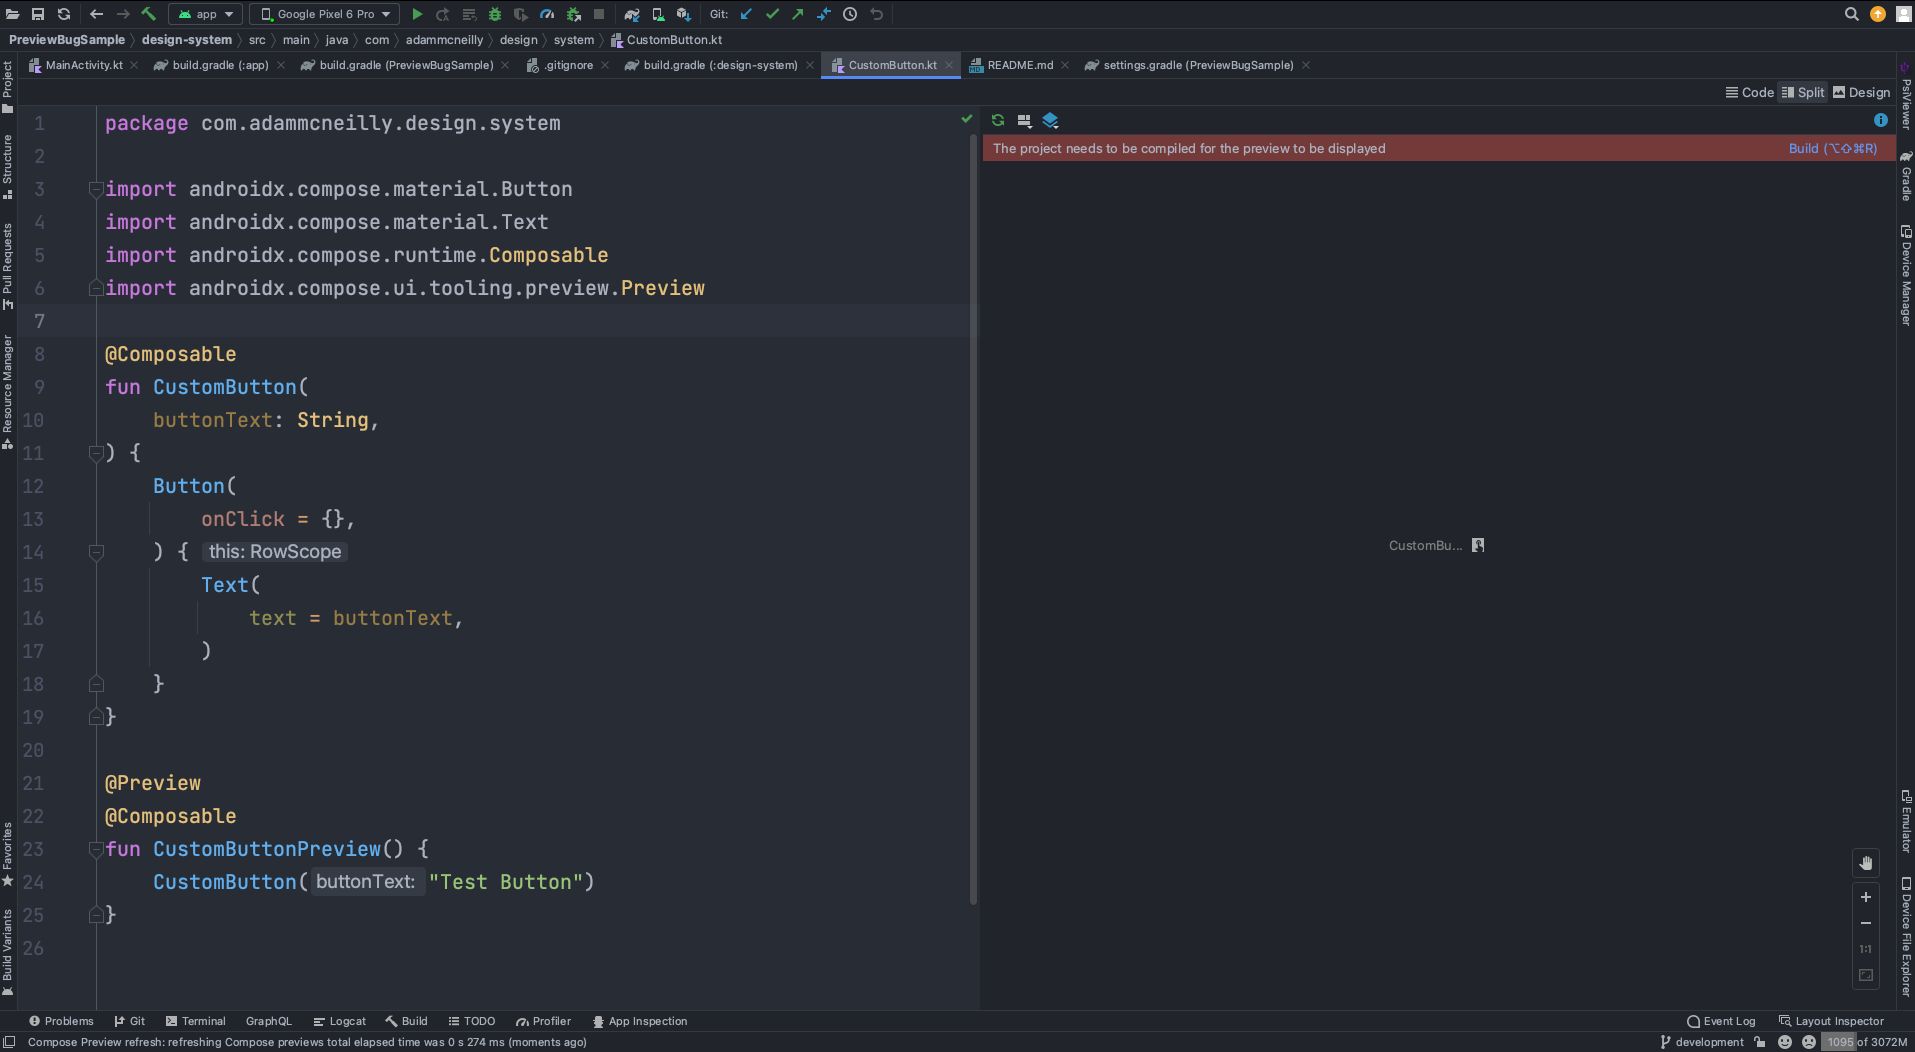 app
Google Pixel 6 Pro
Git:
PreviewBugSample
design-system
src
main
java
com
adammcneilly
design
system
CustomButton.kt
MainActivity.kt
build.gradle (:app)
build.gradle (PreviewBugSample)
.gitignore
build.gradle (:design-system)
CustomButton.kt
README.md
settings.gradle (PreviewBugSample)
Code
Split
Design
Project
Structure
Pull Requests
Resource Manager
Favorites
Build Variants
1 package com.adammcneilly.design.system
2
3 import androidx.compose.material.Button
4 import androidx.compose.material.Text
5 import androidx.compose.runtime.Composable
6 import androidx.compose.ui.tooling.preview.Preview
7
8 @Composable
9 fun CustomButton(
10 buttonText: String,
11 ) {
12 Button(
13 onClick = {},
14 ) { this: RowScope
15 Text(
16 text = buttonText,
17 )
18 }
19 }
20
21 @Preview
22 @Composable
23 fun CustomButtonPreview() {
24 CustomButton( buttonText: "Test Button")
25 }
26
The project needs to be compiled for the preview to be displayed
Build (⌥⇧⌘R)
CustomBu...
1:1
PsiViewer
Gradle
Device Manager
Emulator
Device File Explorer
Problems
Git
Terminal
GraphQL
Logcat
Build
TODO
Profiler
App Inspection
Event Log
Layout Inspector
Compose Preview refresh: refreshing Compose previews total elapsed time was 0 s 274 ms (moments ago)
development
1095 of 3072M